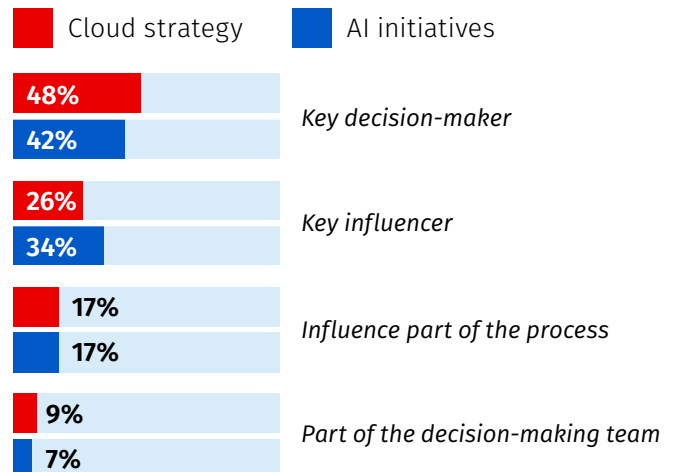 Cloud strategy AI initiatives
48%
Key decision-maker
42%
26%
Key influencer
34%
17%
Influence part of the process
17%
9%
Part of the decision-making team
7%